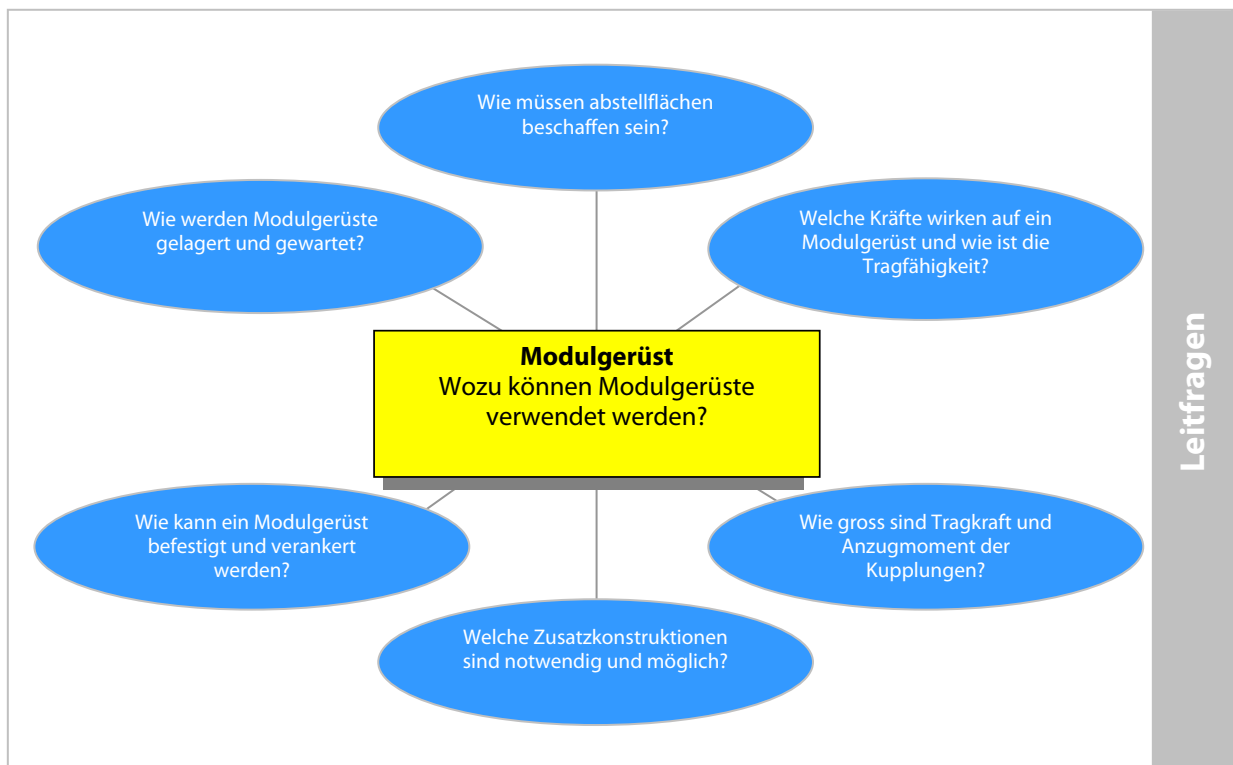 Wie müssen abstellflächen
beschaffen sein?
Wie werden Modulgerüste
gelagert und gewartet?
Welche Kräfte wirken auf ein
Modulgerüst und wie ist die
Tragfähigkeit?
Modulgerüst
Wozu können Modulgerüste
verwendet werden?
Wie kann ein Modulgerüst
befestigt und verankert
werden?
Wie gross sind Tragkraft und
Anzugmoment der
Kupplungen?
Welche Zusatzkonstruktionen
sind notwendig und möglich?
Leitfragen